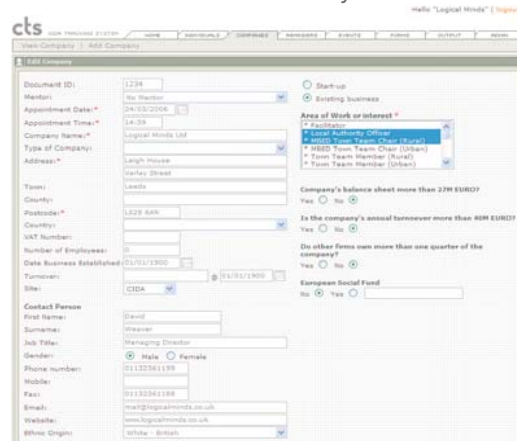 Hello "Logical Minds" ( logout
cts USER TRACKING SYSTEM HOME INDIVIDUALS COMPANIES REMINDERS EVENTS FORMS OUTPUT ADMIN
View Company | Add Company
Edit Company
Document ID: 1234
Mentor: No Mentor
Appointment Date:* 24/03/2006
Appointment Time:* 14:39
Company Name:* Logical Minds Ltd
Type of Company:
Address:* Leigh House
Varley Street
Town: Leeds
County:
Postcode:*
Country:
VAT Number:
Number of Employees: 0
Date Business Established: 01/01/1900
Turnover: @ 01/01/1900
Site: CIDA
Contact Person
First Name: David
Surname: Weaver
Job Title: Managing Director
Gender: Male Female
Phone number: 01132361199
Mobile:
Fax: 01132361188
Email: mail@logicalminds.co.uk
Website: www.logicalminds.co.uk
Ethnic Origin: White - British
Start-up
Existing business
Area of Work or interest *
* Facilitator
* Local Authority Officer
* MBED Town Team Chair (Rural)
* MBED Town Team Chair (Urban)
* Town Team Member (Rural)
* Town Team Member (Urban)
Company's balance sheet more than 27M EURO?
Yes No
Is the company's annual turnover more than 40M EURO?
Yes No
Do other firms own more than one quarter of the
company?
Yes No
European Social Fund
No Yes